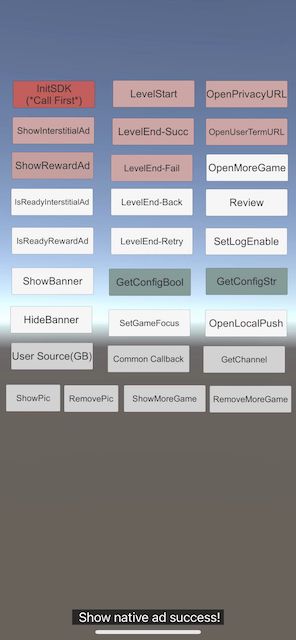 InitSDK
(*Call First*)
LevelStart
OpenPrivacyURL
ShowInterstitialAd
LevelEnd-Succ
OpenUserTermURL
ShowRewardAd
LevelEnd-Fail
OpenMoreGame
IsReadyInterstitialAd
LevelEnd-Back
Review
IsReadyRewardAd
LevelEnd-Retry
SetLogEnable
ShowBanner
GetConfigBool
GetConfigStr
HideBanner
SetGameFocus
OpenLocalPush
User Source(GB)
Common Callback
GetChannel
ShowPic
RemovePic
ShowMoreGame
RemoveMoreGame
Show native ad success!